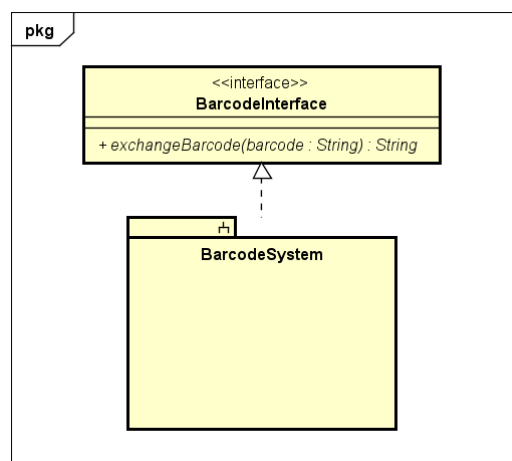 pkg
<<interface>>
BarcodeInterface
+ exchangeBarcode(barcode : String) : String
BarcodeSystem